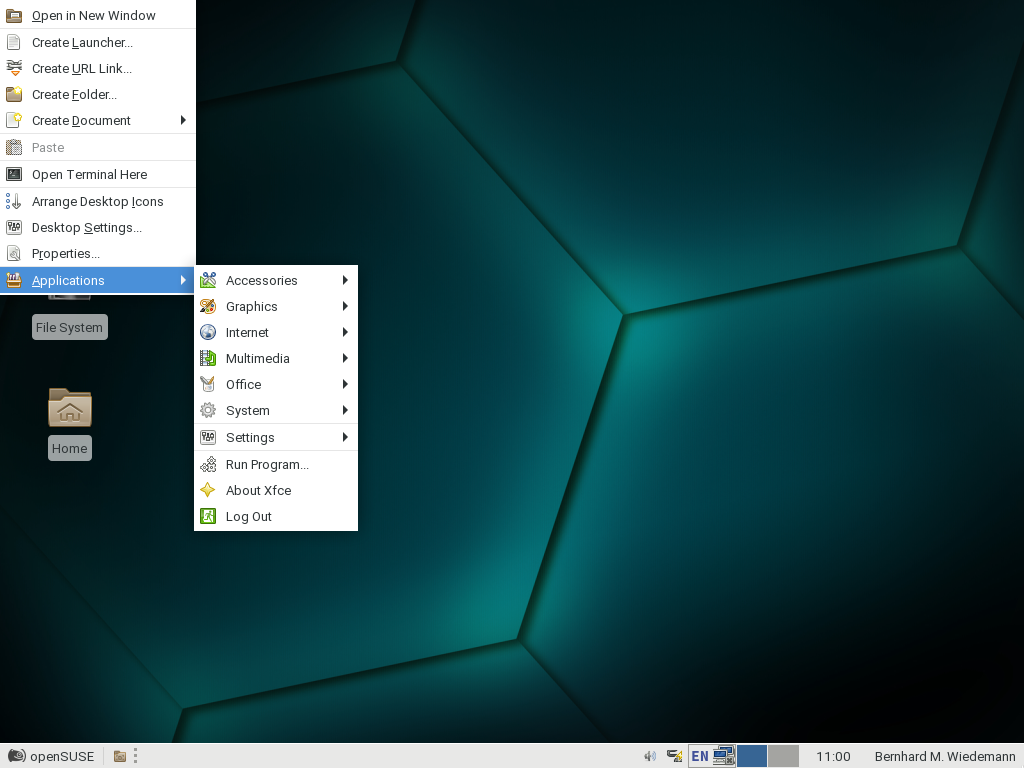 Open in New Window
Create Launcher...
Create URL Link...
Create Folder...
Create Document
Paste
Open Terminal Here
Arrange Desktop Icons
Desktop Settings...
Properties...
Applications
Accessories
Graphics
Internet
Multimedia
Office
System
Settings
Run Program...
About Xfce
Log Out
File System
Home
openSUSE
EN
11:00
Bernhard M. Wiedemann